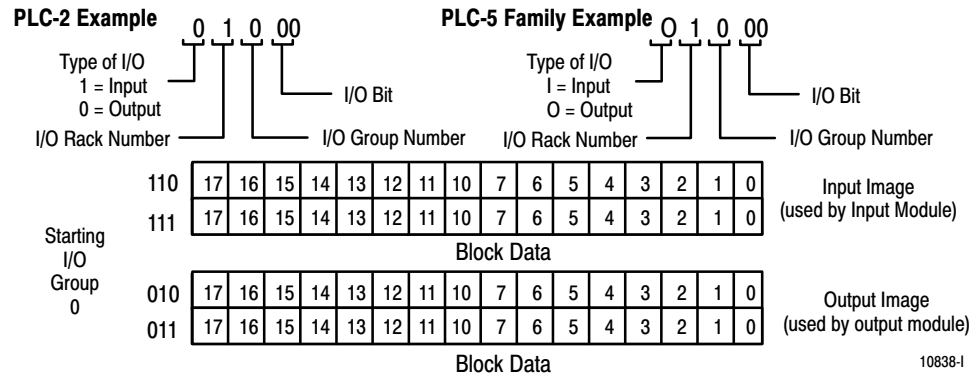 PLC-2 Example
0 1 0 00
Type of I/O
1 = Input
0 = Output
I/O Bit
I/O Rack Number
I/O Group Number
PLC-5 Family Example
O 1 0 00
Type of I/O
I = Input
O = Output
I/O Bit
I/O Rack Number
I/O Group Number
110 17 16 15 14 13 12 11 10 7 6 5 4 3 2 1 0
111 17 16 15 14 13 12 11 10 7 6 5 4 3 2 1 0
Input Image
(used by Input Module)
Block Data
Starting
I/O
Group
0
010 17 16 15 14 13 12 11 10 7 6 5 4 3 2 1 0
011 17 16 15 14 13 12 11 10 7 6 5 4 3 2 1 0
Output Image
(used by output module)
Block Data
10838-I